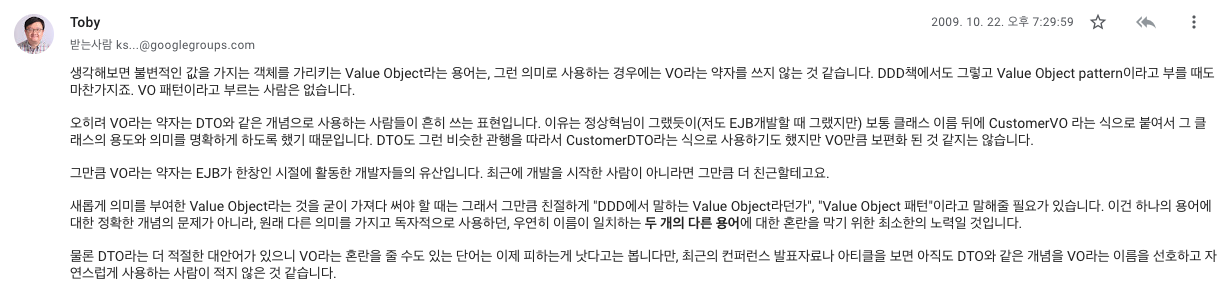 Toby
2009. 10. 22. 오후 7:29:59
받는사람 ks...@googlegroups.com
생각해보면 불변적인 값을 가지는 객체를 가리키는 Value Object라는 용어는, 그런 의미로 사용하는 경우에는 VO라는 약자를 쓰지 않는 것 같습니다. DDD책에서도 그렇고 Value Object pattern이라고 부를 때도
마찬가지죠. VO 패턴이라고 부르는 사람은 없습니다.
오히려 VO라는 약자는 DTO와 같은 개념으로 사용하는 사람들이 흔히 쓰는 표현입니다. 이유는 정상혁님이 그랬듯이(저도 EJB개발할 때 그랬지만) 보통 클래스 이름 뒤에 CustomerVO 라는 식으로 붙여서 그 클
래스의 용도와 의미를 명확하게 하도록 했기 때문입니다. DTO도 그런 비슷한 관행를 따라서 CustomerDTO라는 식으로 사용하기도 했지만 VO만큼 보편화 된 것 같지는 않습니다.
그만큼 VO라는 약자는 EJB가 한창인 시절에 활동한 개발자들의 유산입니다. 최근에 개발을 시작한 사람이 아니라면 그만큼 더 친근할테고요.
새롭게 의미를 부여한 Value Object라는 것을 굳이 가져다 써야 할 때는 그래서 그만큼 친절하게 "DDD에서 말하는 Value Object라던가", "Value Object 패턴"이라고 말해줄 필요가 있습니다. 이건 하나의 용어에
대한 정확한 개념의 문제가 아니라, 원래 다른 의미를 가지고 독자적으로 사용하던, 우연히 이름이 일치하는 두 개의 다른 용어에 대한 혼란을 막기 위한 최소한의 노력일 것입니다.
물론 DTO라는 더 적절한 대안어가 있으니 VO라는 혼란을 줄 수도 있는 단어는 이제 피하는게 낫다고는 봅니다만, 최근의 컨퍼런스 발표자료나 아티클을 보면 아직도 DTO와 같은 개념을 VO라는 이름을 선호하고 자
연스럽게 사용하는 사람이 적지 않은 것 같습니다.